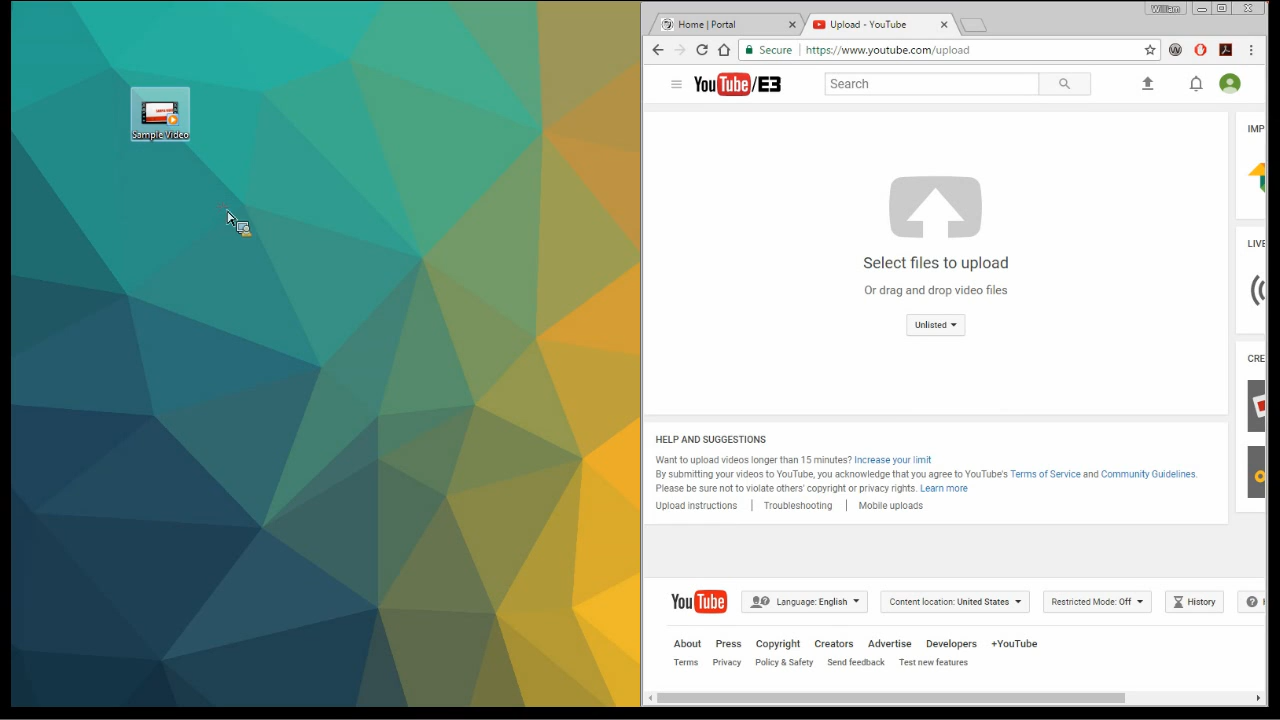 Sample Video
William
Home | Portal
Upload - YouTube
Secure
https://www.youtube.com/upload
YouTube /E3
Search
IMP
Select files to upload
Or drag and drop video files
Unlisted
LIVE
CRE
HELP AND SUGGESTIONS
Want to upload videos longer than 15 minutes? Increase your limit
By submitting your videos to YouTube, you acknowledge that you agree to YouTube's Terms of Service and Community Guidelines.
Please be sure not to violate others' copyright or privacy rights. Learn more
Upload instructions Troubleshooting Mobile uploads
YouTube Language: English Content location: United States Restricted Mode: Off History
About Press Copyright Creators Advertise Developers +YouTube
Terms Privacy Policy & Safety Send feedback Test new features